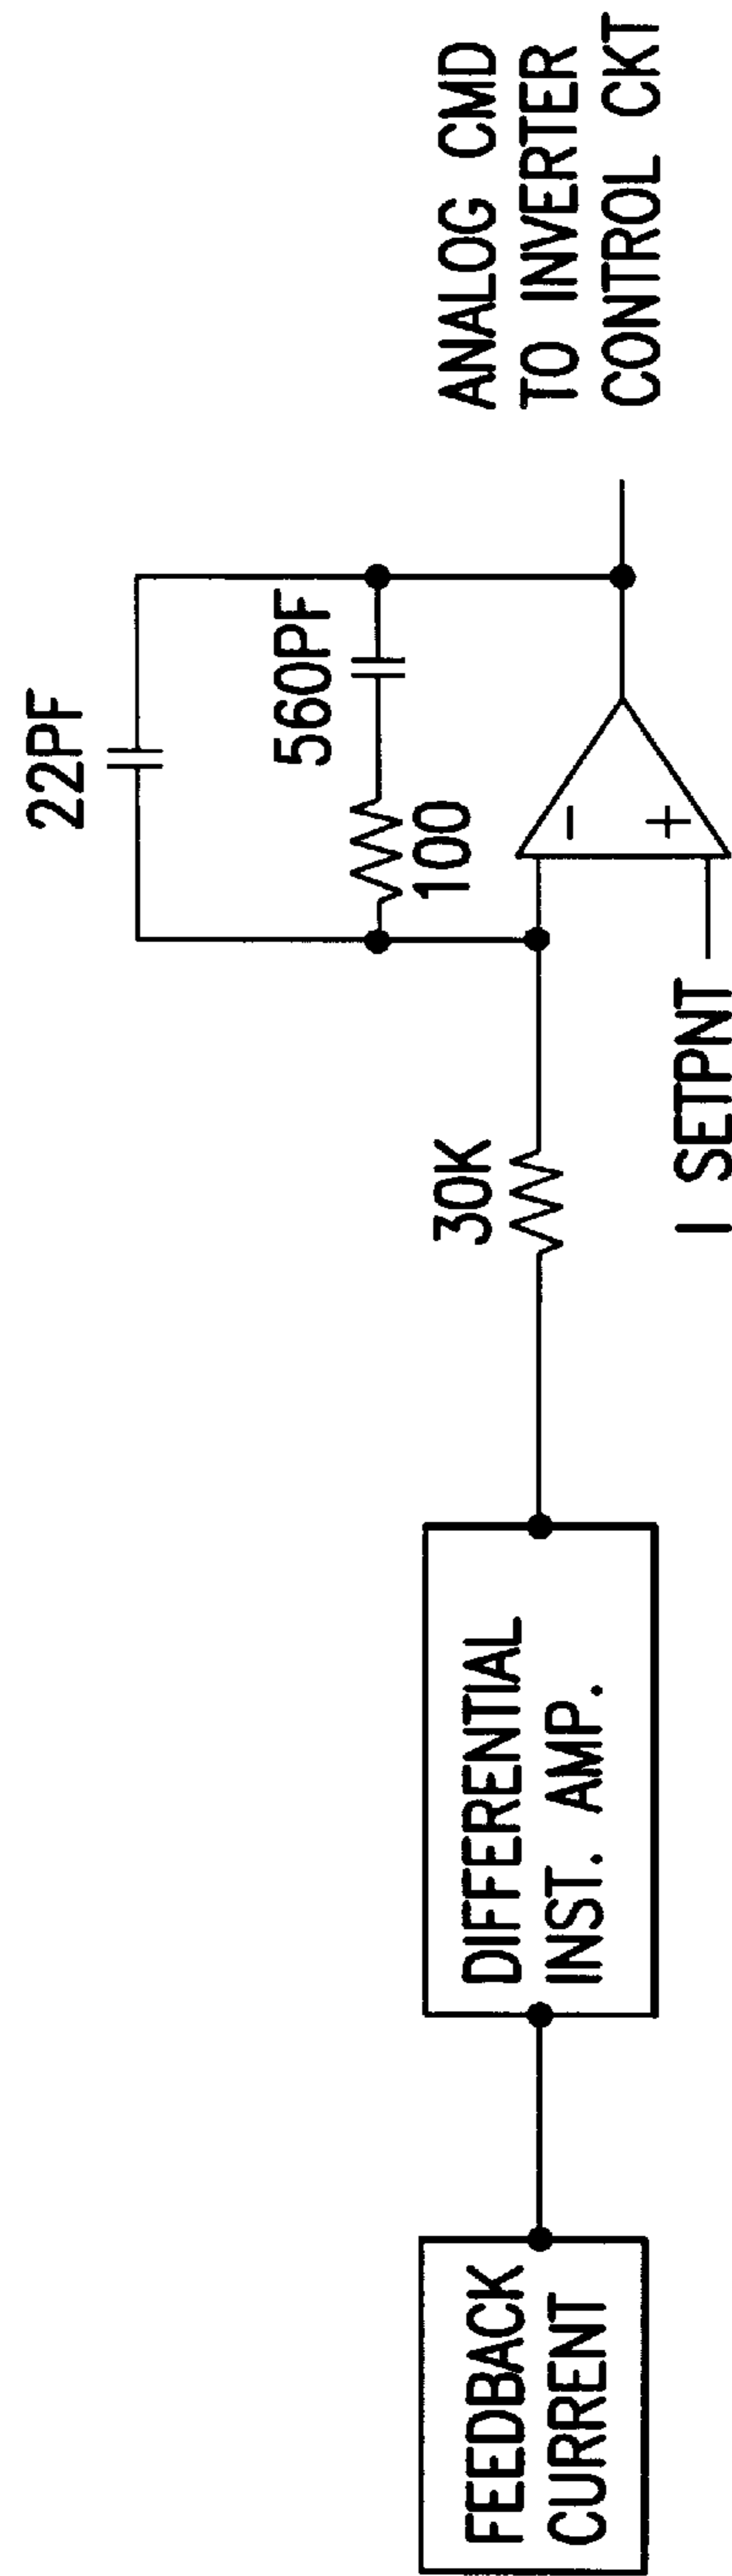 FEEDBACK
CURRENT
DIFFERENTIAL
INST. AMP.
30K
22PF
560PF
100
-
+
I SETPNT
ANALOG CMD
TO INVERTER
CONTROL CKT